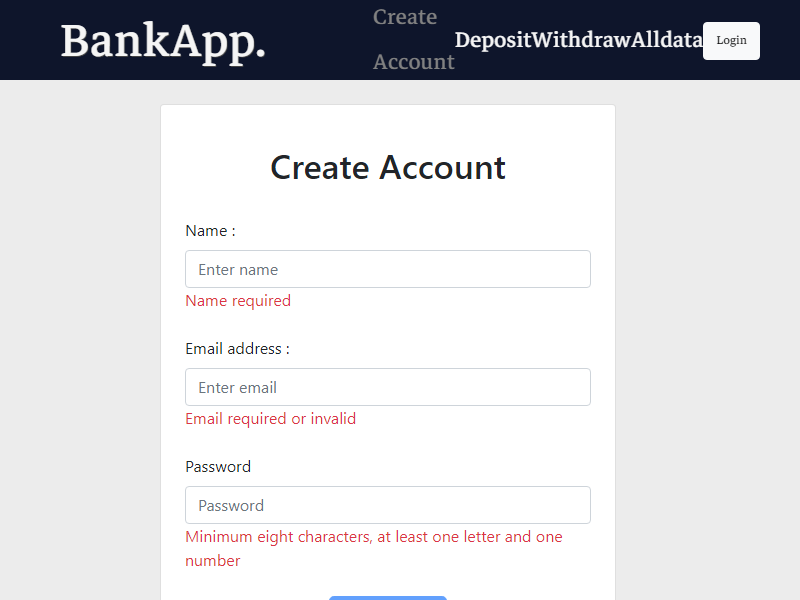 BankApp.
Create
Account
DepositWithdrawAlldata
Login
Create Account
Name :
Enter name
Name required
Email address :
Enter email
Email required or invalid
Password
Password
Minimum eight characters, at least one letter and one
number